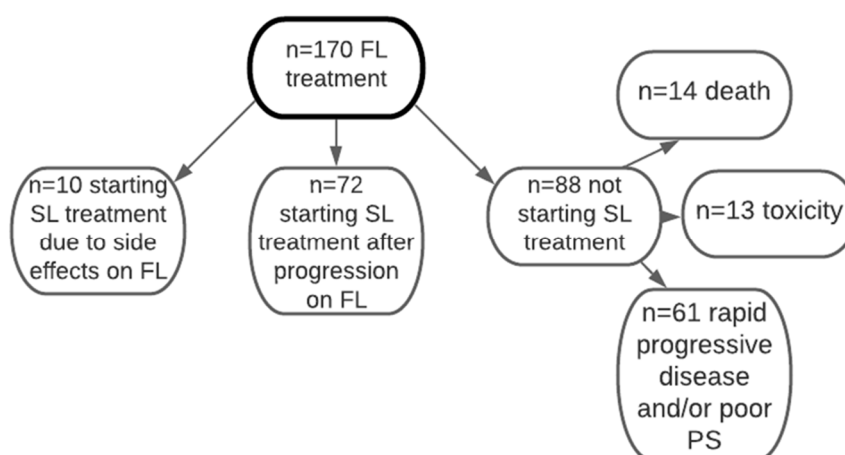 n=170 FL
treatment
n=10 starting
SL treatment
due to side
effects on FL
n=72
starting SL
treatment after
progression
on FL
n=88 not
starting SL
treatment
n=14 death
n=13 toxicity
n=61 rapid
progressive
disease
and/or poor
PS